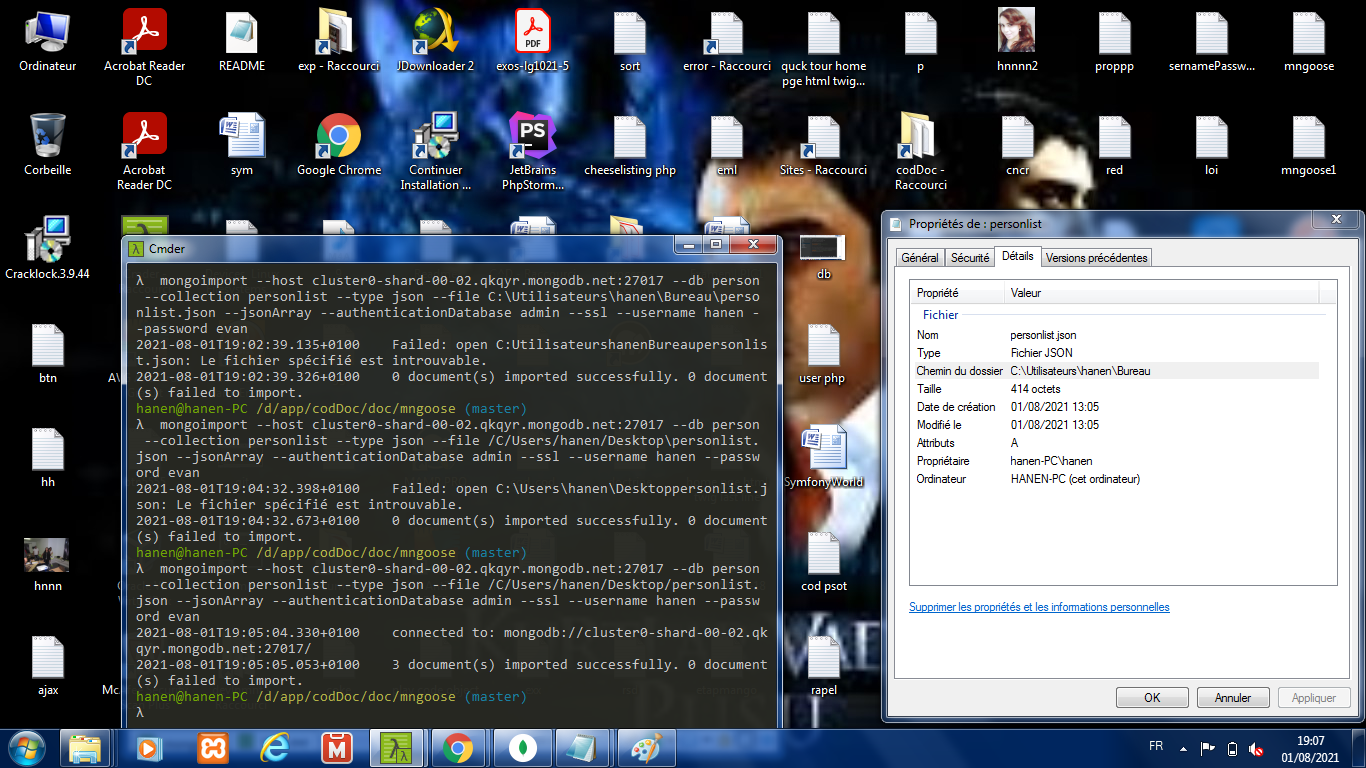 Ordinateur
Acrobat Reader
DC
README
exp - Raccourci
JDownloader 2
exos-lg1021-5
sort
error - Raccourci
quck tour home
pge html twig...
p
hnnnn2
proppp
sernamePassw...
mngoose
Corbeille
Acrobat
Reader DC
sym
Google Chrome
Continuer
Installation ...
JetBrains
PhpStorm...
cheeselisting php
eml
Sites - Raccourci
codDoc -
Raccourci
cncr
red
loi
mngoose1
Cracklock.3.9.44
db
btn
user php
hh
SymfonyWorld
hnnn
cod psot
ajax
rapel
Cmder
λ  mongoimport --host cluster0-shard-00-02.qkqyr.mongodb.net:27017 --db person
 --collection personlist --type json --file C:\Utilisateurs\hanen\Bureau\perso
nlist.json --jsonArray --authenticationDatabase admin --ssl --username hanen -
-password evan
2021-08-01T19:02:39.135+0100    Failed: open C:UtilisateurshanenBureaupersonlis
t.json: Le fichier spécifié est introuvable.
2021-08-01T19:02:39.326+0100    0 document(s) imported successfully. 0 document
(s) failed to import.
hanen@hanen-PC /d/app/codDoc/doc/mngoose (master)
λ  mongoimport --host cluster0-shard-00-02.qkqyr.mongodb.net:27017 --db person
 --collection personlist --type json --file /C/Users/hanen/Desktop\personlist.
json --jsonArray --authenticationDatabase admin --ssl --username hanen --passw
ord evan
2021-08-01T19:04:32.398+0100    Failed: open C:\Users\hanen\Desktoppersonlist.j
son: Le fichier spécifié est introuvable.
2021-08-01T19:04:32.673+0100    0 document(s) imported successfully. 0 document
(s) failed to import.
hanen@hanen-PC /d/app/codDoc/doc/mngoose (master)
λ  mongoimport --host cluster0-shard-00-02.qkqyr.mongodb.net:27017 --db person
 --collection personlist --type json --file /C/Users/hanen/Desktop/personlist.
json --jsonArray --authenticationDatabase admin --ssl --username hanen --passw
ord evan
2021-08-01T19:05:04.330+0100    connected to: mongodb://cluster0-shard-00-02.qk
qyr.mongodb.net:27017/
2021-08-01T19:05:05.053+0100    3 document(s) imported successfully. 0 document
(s) failed to import.
hanen@hanen-PC /d/app/codDoc/doc/mngoose (master)
λ
Propriétés de : personlist
Général Sécurité Détails Versions précédentes
Propriété Valeur
Fichier
Nom personlist.json
Type Fichier JSON
Chemin du dossier C:\Utilisateurs\hanen\Bureau
Taille 414 octets
Date de création 01/08/2021 13:05
Modifié le 01/08/2021 13:05
Attributs A
Propriétaire hanen-PC\hanen
Ordinateur HANEN-PC (cet ordinateur)
Supprimer les propriétés et les informations personnelles
OK Annuler Appliquer
FR
19:07
01/08/2021